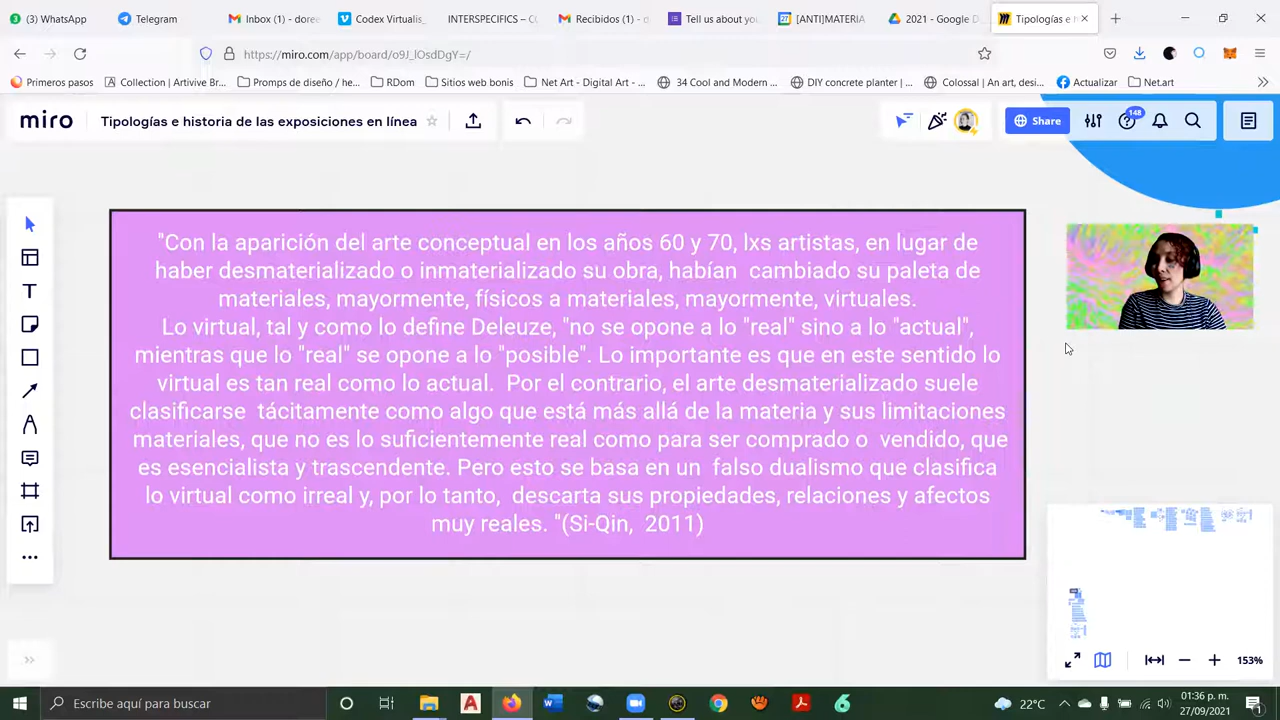 (3) WhatsApp
Telegram
Inbox (1) - doree
Codex Virtualis_
INTERSPECIFICS – CO
Recibidos (1) - d
Tell us about you
[ANTI]MATERIA
2021 - Google D
Tipologías e h
https://miro.com/app/board/o9J_lOsdDgY=/
Primeros pasos
Collection | Artivive Br...
Promps de diseño / he...
RDom
Sitios web bonis
Net Art - Digital Art - ...
34 Cool and Modern ...
DIY concrete planter | ...
Colossal | An art, desi...
Actualizar
Net.art
miro
Tipologías e historia de las exposiciones en línea
Share
148
"Con la aparición del arte conceptual en los años 60 y 70, lxs artistas, en lugar de
haber desmaterializado o inmaterializado su obra, habían cambiado su paleta de
materiales, mayormente, físicos a materiales, mayormente, virtuales.
Lo virtual, tal y como lo define Deleuze, "no se opone a lo "real" sino a lo "actual",
mientras que lo "real" se opone a lo "posible". Lo importante es que en este sentido lo
virtual es tan real como lo actual. Por el contrario, el arte desmaterializado suele
clasificarse tácitamente como algo que está más allá de la materia y sus limitaciones
materiales, que no es lo suficientemente real como para ser comprado o vendido, que
es esencialista y trascendente. Pero esto se basa en un falso dualismo que clasifica
lo virtual como irreal y, por lo tanto, descarta sus propiedades, relaciones y afectos
muy reales. "(Si-Qin, 2011)
153%
Escribe aquí para buscar
22°C
01:36 p. m.
27/09/2021